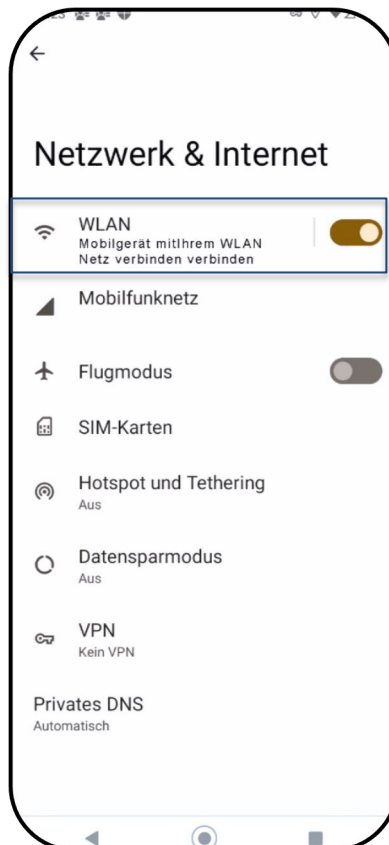 Netzwerk & Internet
WLAN
Mobilgerät mitIhrem WLAN
Netz verbinden verbinden
Mobilfunknetz
Flugmodus
SIM-Karten
Hotspot und Tethering
Aus
Datensparmodus
Aus
VPN
Kein VPN
Privates DNS
Automatisch